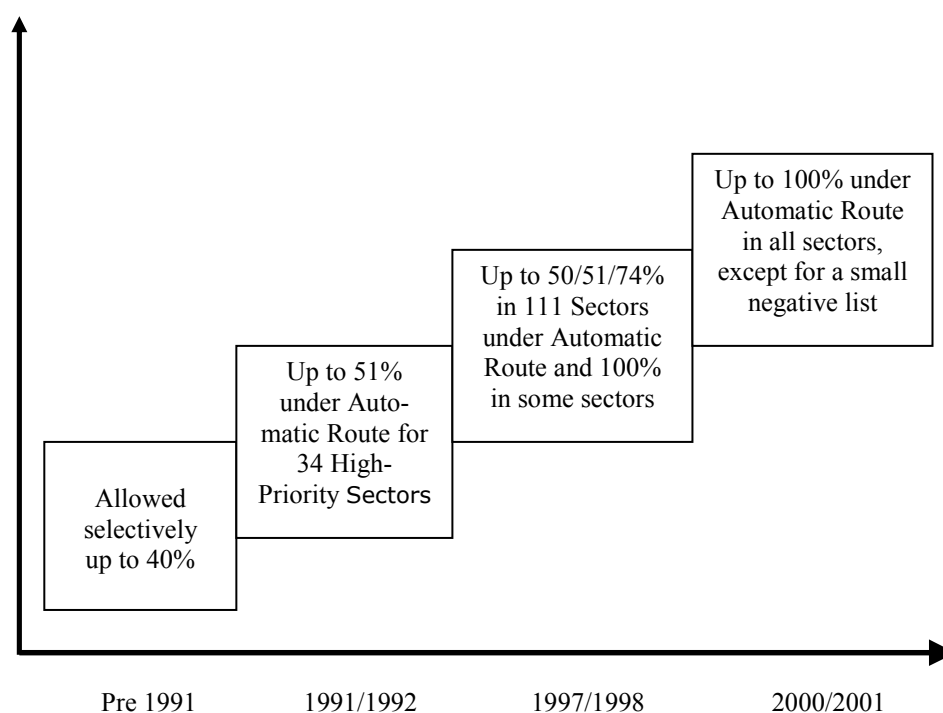 Up to 100% under
Automatic Route
in all sectors,
except for a small
negative list
Up to 50/51/74%
in 111 Sectors
under Automatic
Route and 100%
in some sectors
Up to 51%
under Auto-
matic Route for
34 High-
Priority Sectors
Allowed
selectively
up to 40%
Pre 1991 1991/1992 1997/1998 2000/2001